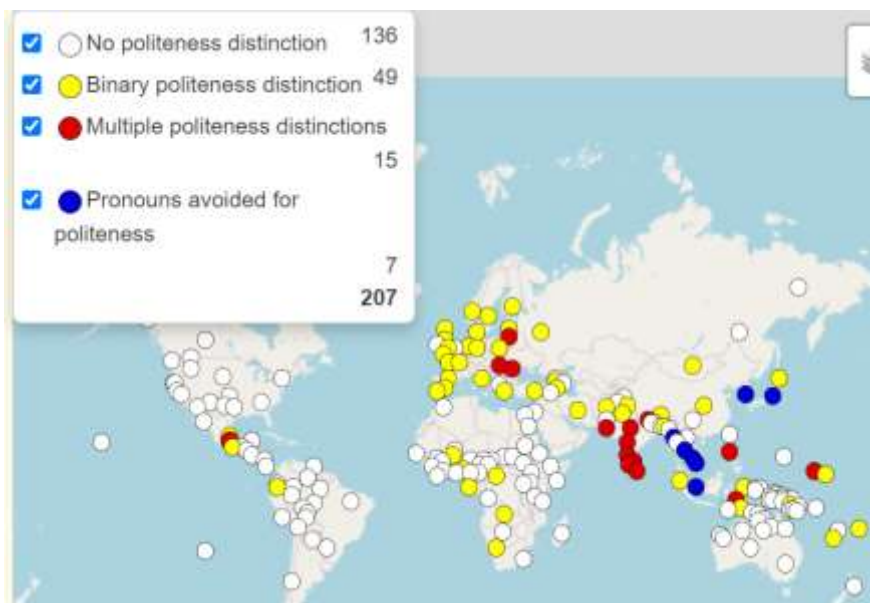 No politeness distinction 136
Binary politeness distinction 49
Multiple politeness distinctions
15
Pronouns avoided for
politeness
7
207